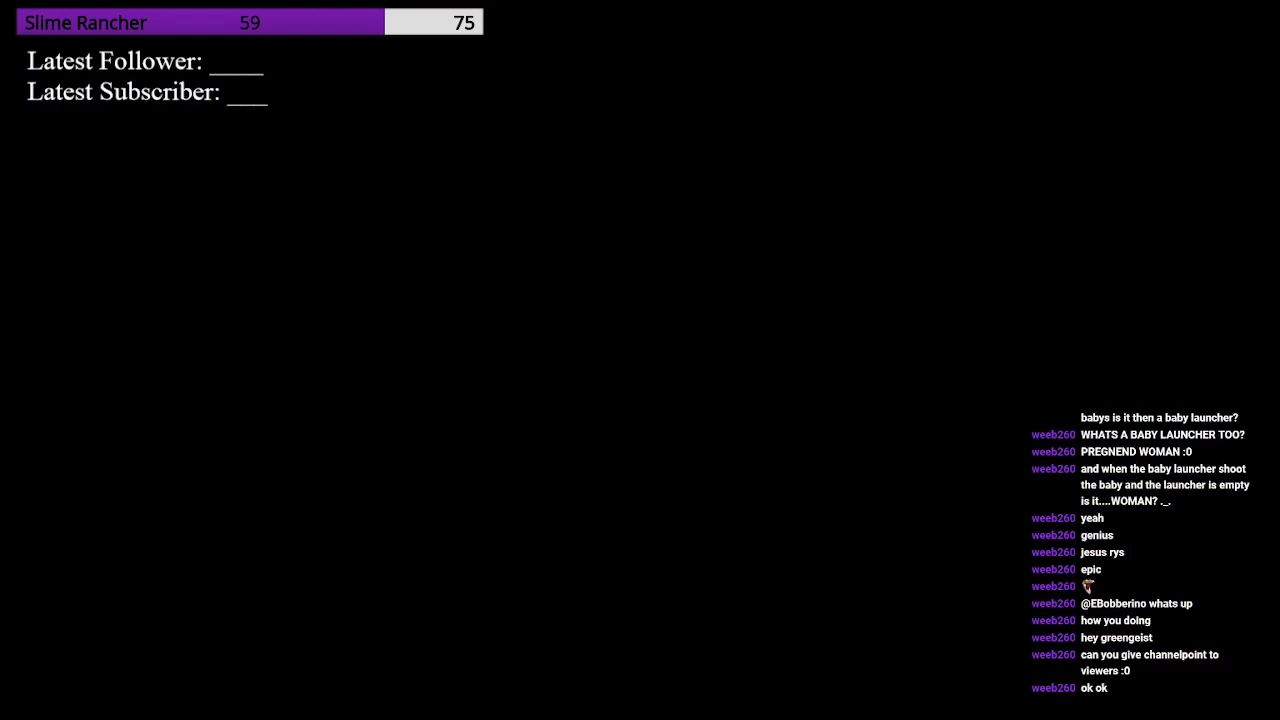 Slime Rancher 59 75
Latest Follower: ____
Latest Subscriber: ___
babys is it then a baby launcher?
weeb260 WHATS A BABY LAUNCHER TOO?
weeb260 PREGNEND WOMAN :0
weeb260 and when the baby launcher shoot
the baby and the launcher is empty
is it....WOMAN? ._.
weeb260 yeah
weeb260 genius
weeb260 jesus rys
weeb260 epic
weeb260
weeb260 @EBobberino whats up
weeb260 how you doing
weeb260 hey greengeist
weeb260 can you give channelpoint to
viewers :0
weeb260 ok ok